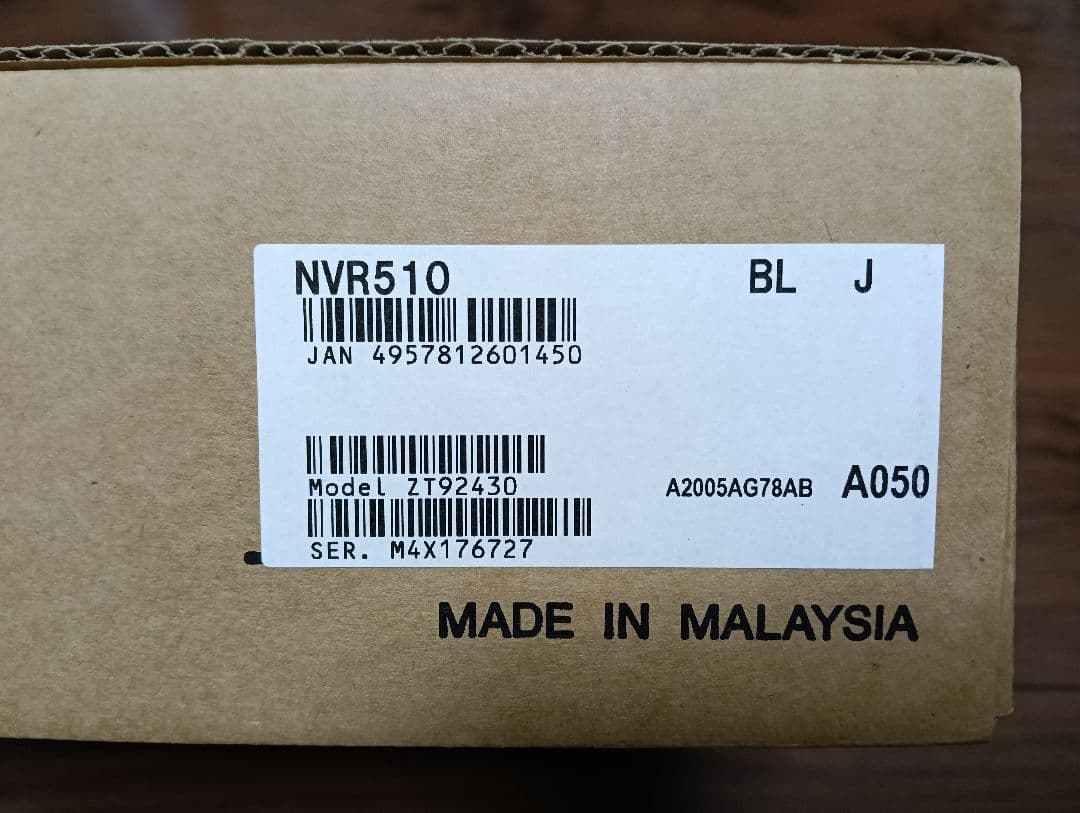 NVR510 BL J
JAN 4957812601450
Model ZT92430 A2005AG78AB A050
SER. M4X176727
MADE IN MALAYSIA